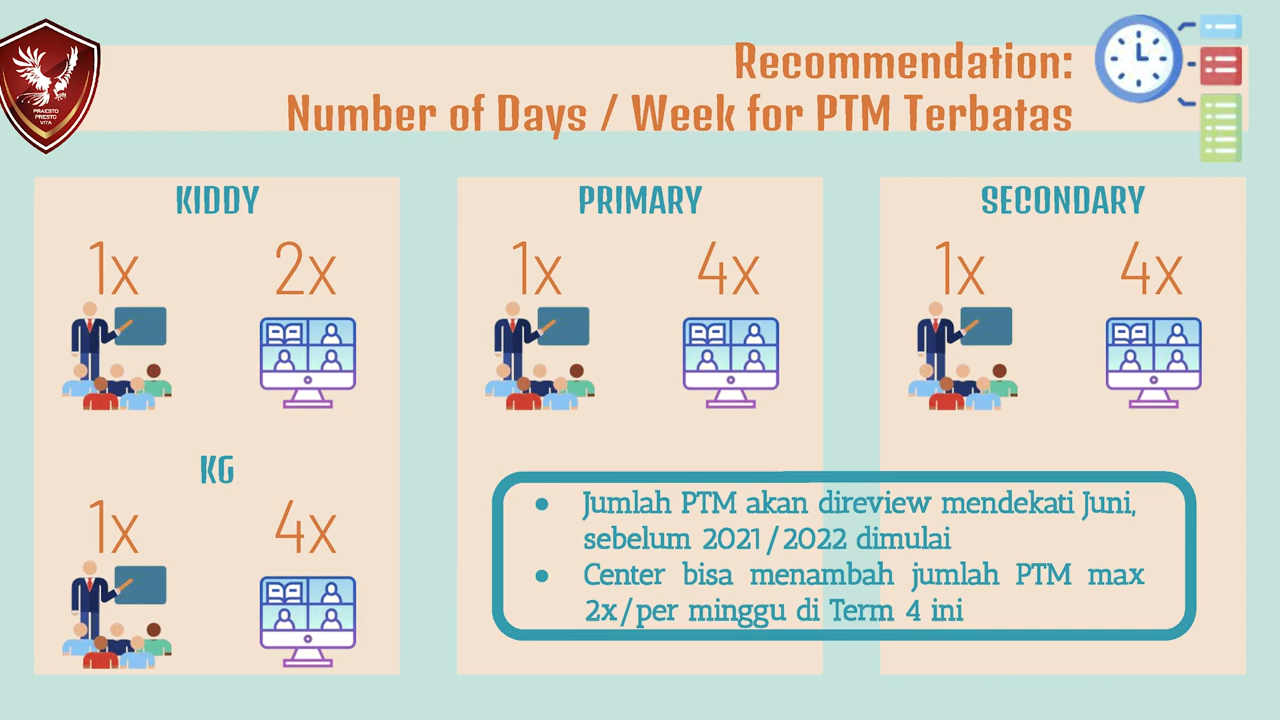 PRAESTO
PRESTO
VITA
Recommendation:
Number of Days / Week for PTM Terbatas
KIDDY
1x 2x
KG
1x 4x
PRIMARY
1x 4x
SECONDARY
1x 4x
• Jumlah PTM akan direview mendekati Juni,
sebelum 2021/2022 dimulai
• Center bisa menambah jumlah PTM max
2x/per minggu di Term 4 ini